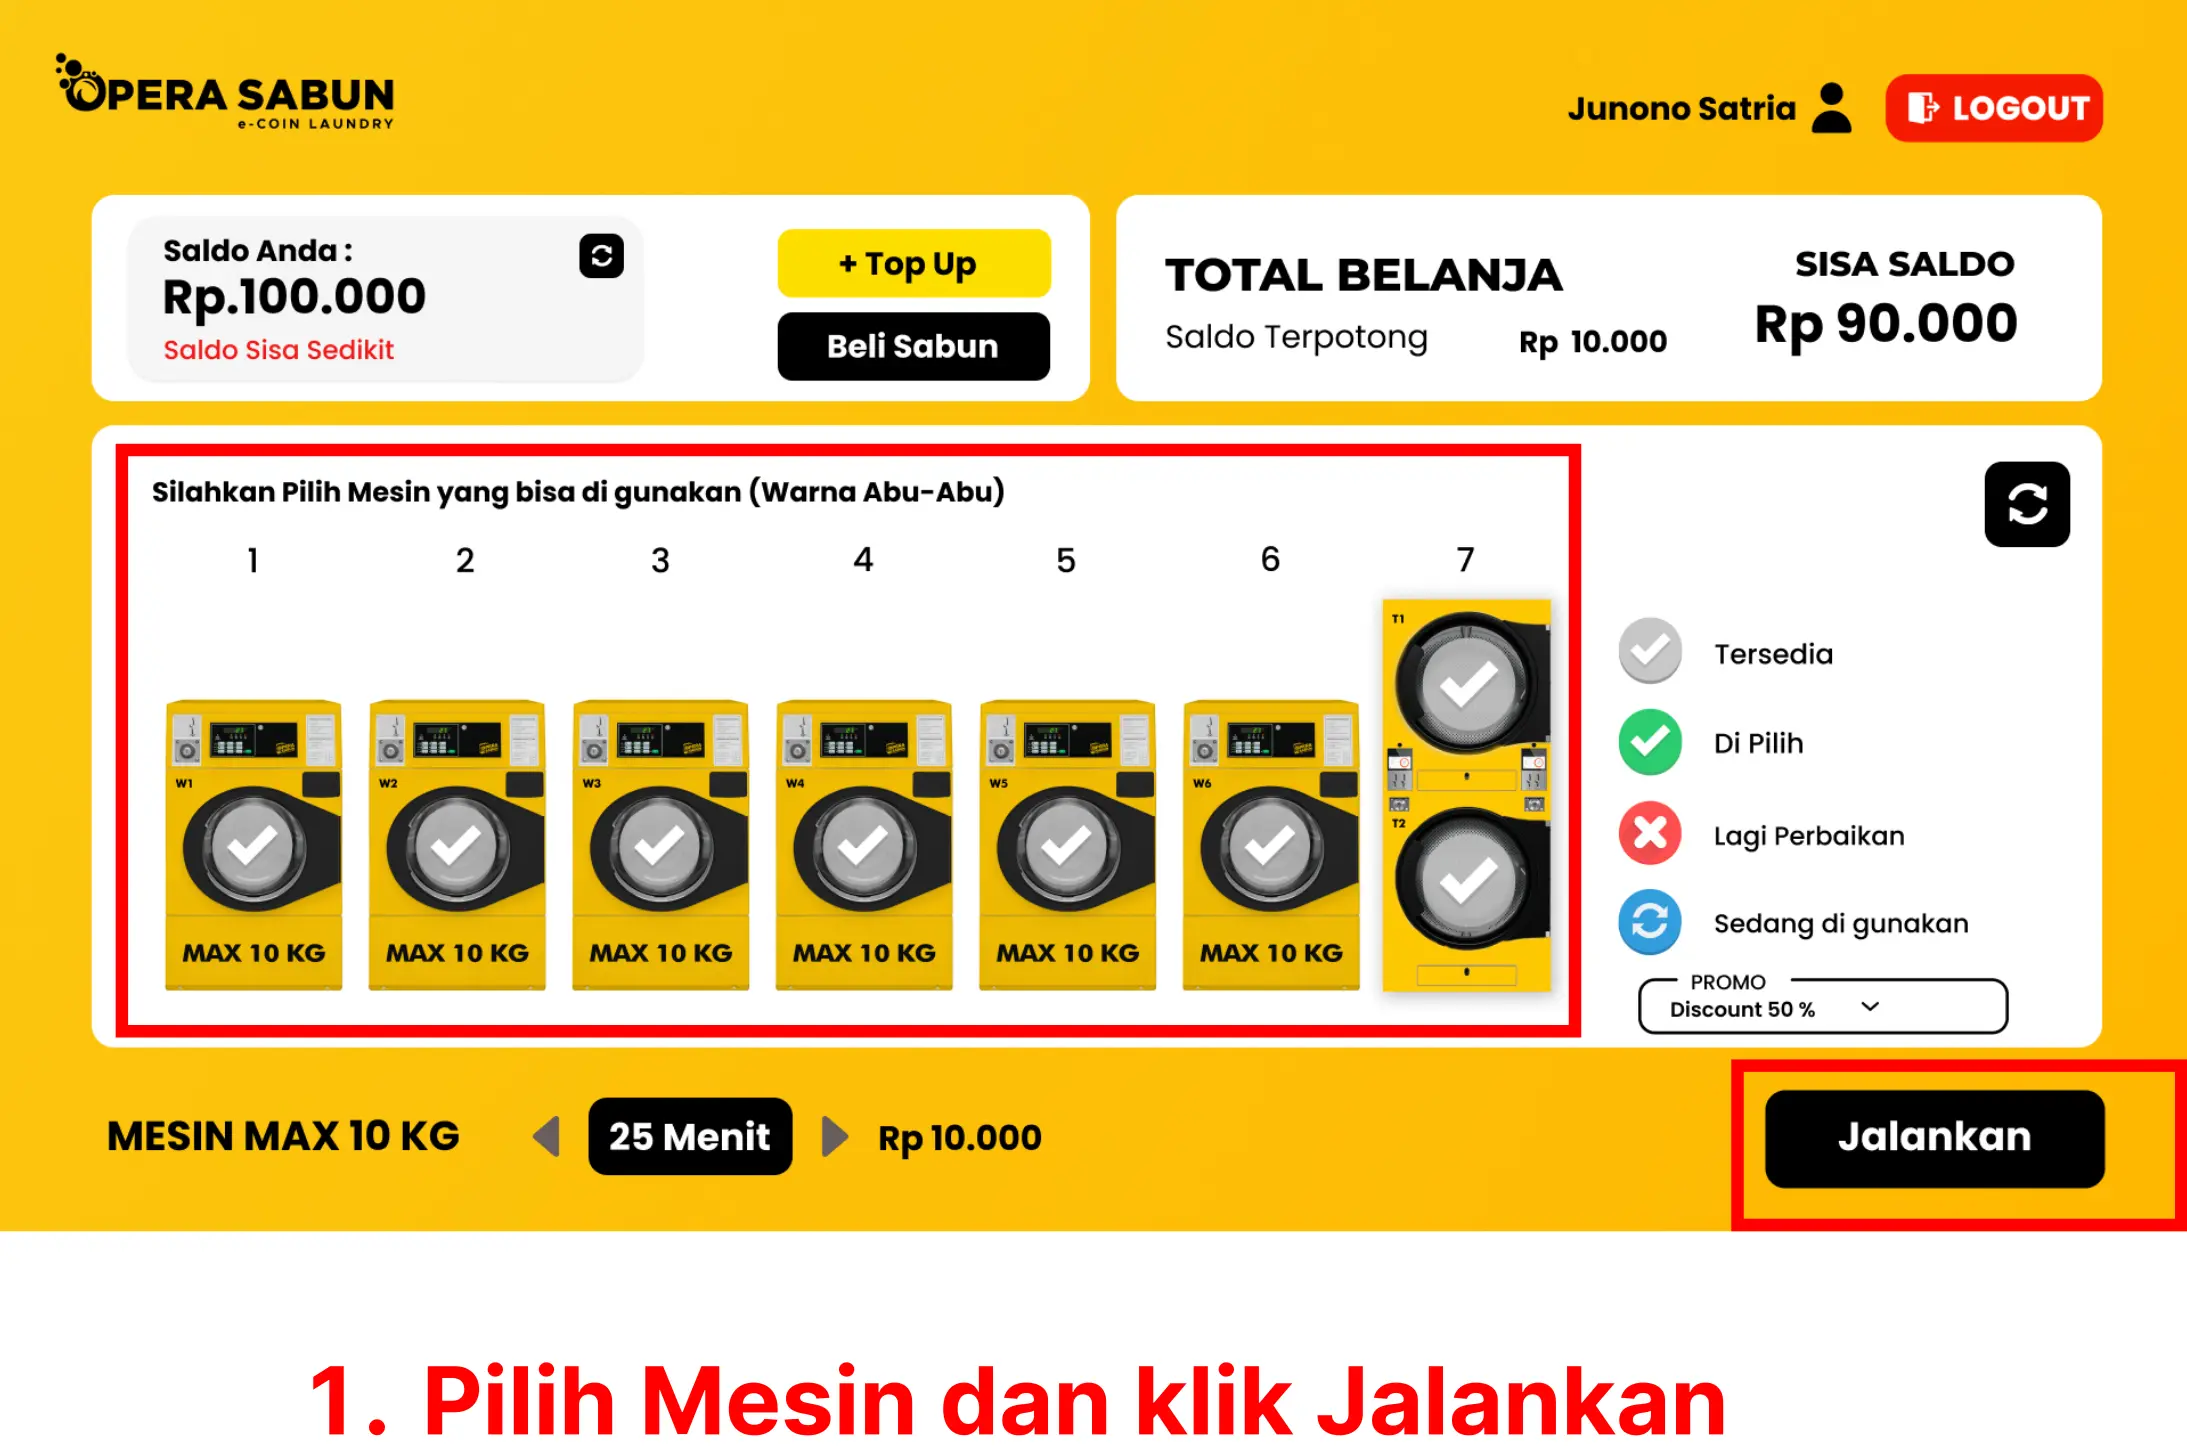 OPERA SABUN
e-COIN LAUNDRY
Junono Satria
LOGOUT
Saldo Anda :
Rp.100.000
Saldo Sisa Sedikit
+ Top Up
Beli Sabun
TOTAL BELANJA
Saldo Terpotong
Rp 10.000
SISA SALDO
Rp 90.000
Silahkan Pilih Mesin yang bisa di gunakan (Warna Abu-Abu)
1 2 3 4 5 6 7
T1
W1 W2 W3 W4 W5 W6
T2
MAX 10 KG MAX 10 KG MAX 10 KG MAX 10 KG MAX 10 KG MAX 10 KG
Tersedia
Di Pilih
Lagi Perbaikan
Sedang di gunakan
PROMO
Discount 50 %
MESIN MAX 10 KG
25 Menit
Rp 10.000
Jalankan
1. Pilih Mesin dan klik Jalankan